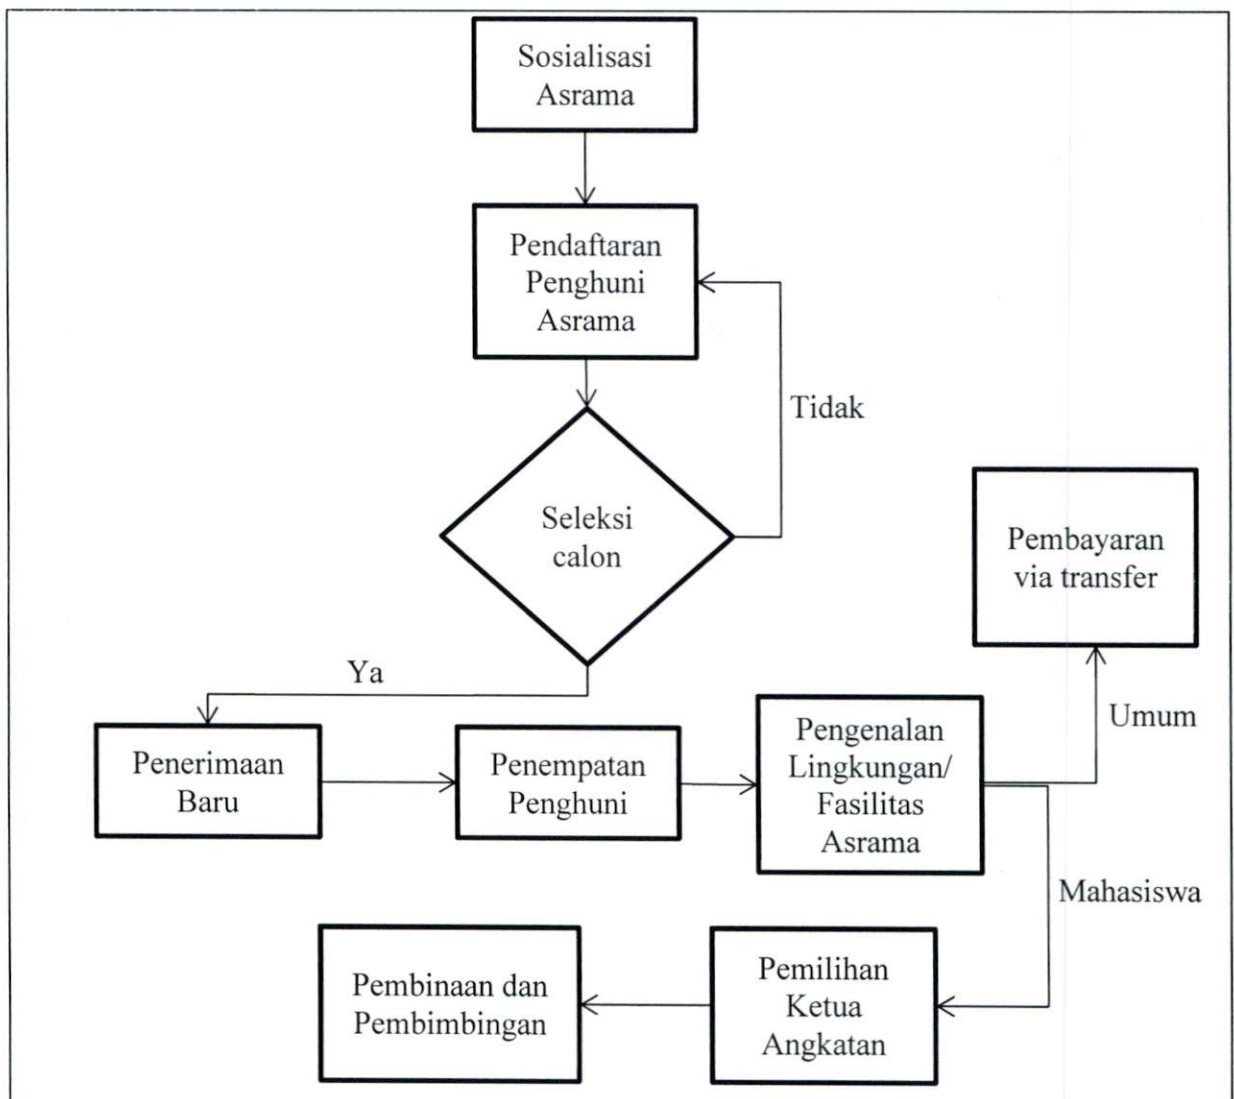 Sosialisasi
Asrama
Pendaftaran
Penghuni
Asrama
Tidak
Seleksi
calon
Pembayaran
via transfer
Ya
Umum
Penerimaan
Baru
Penempatan
Penghuni
Pengenalan
Lingkungan/
Fasilitas
Asrama
Mahasiswa
Pembinaan dan
Pembimbingan
Pemilihan
Ketua
Angkatan